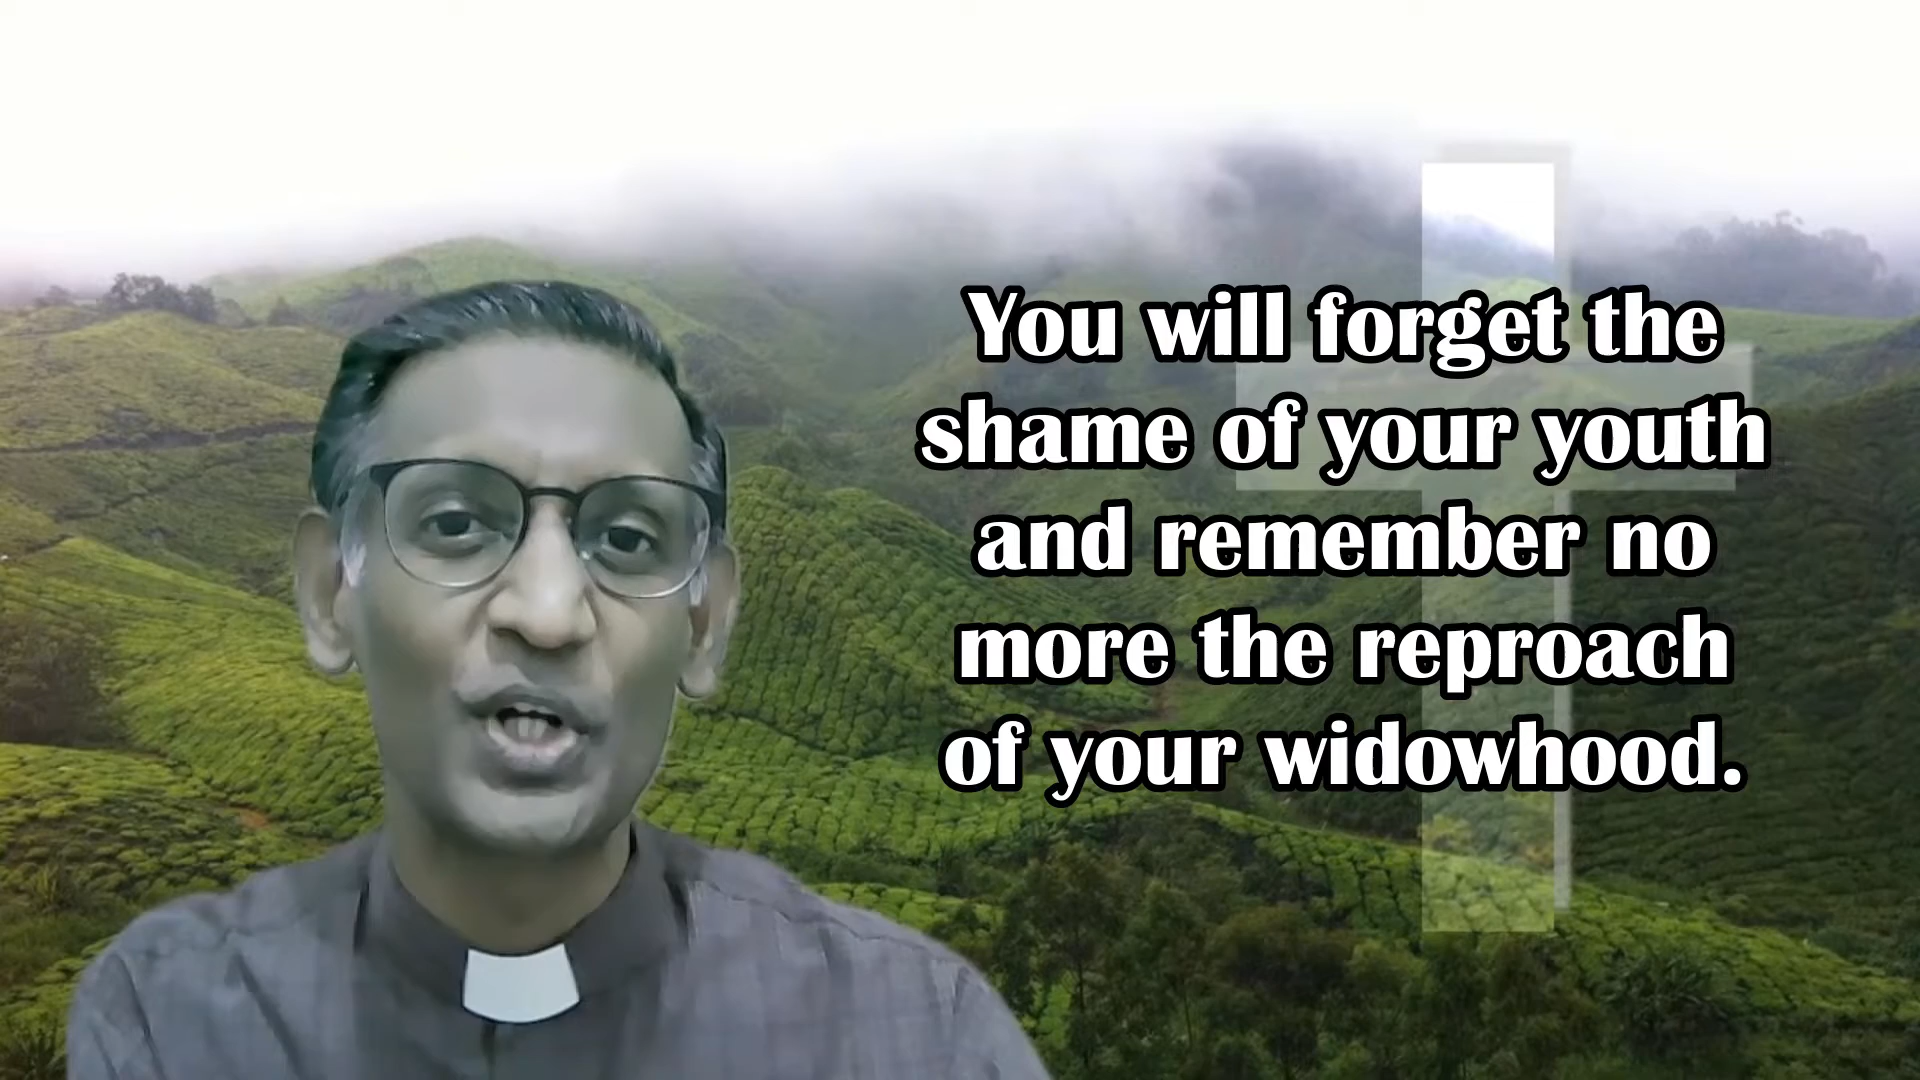 You will forget the
shame of your youth
and remember no
more the reproach
of your widowhood.